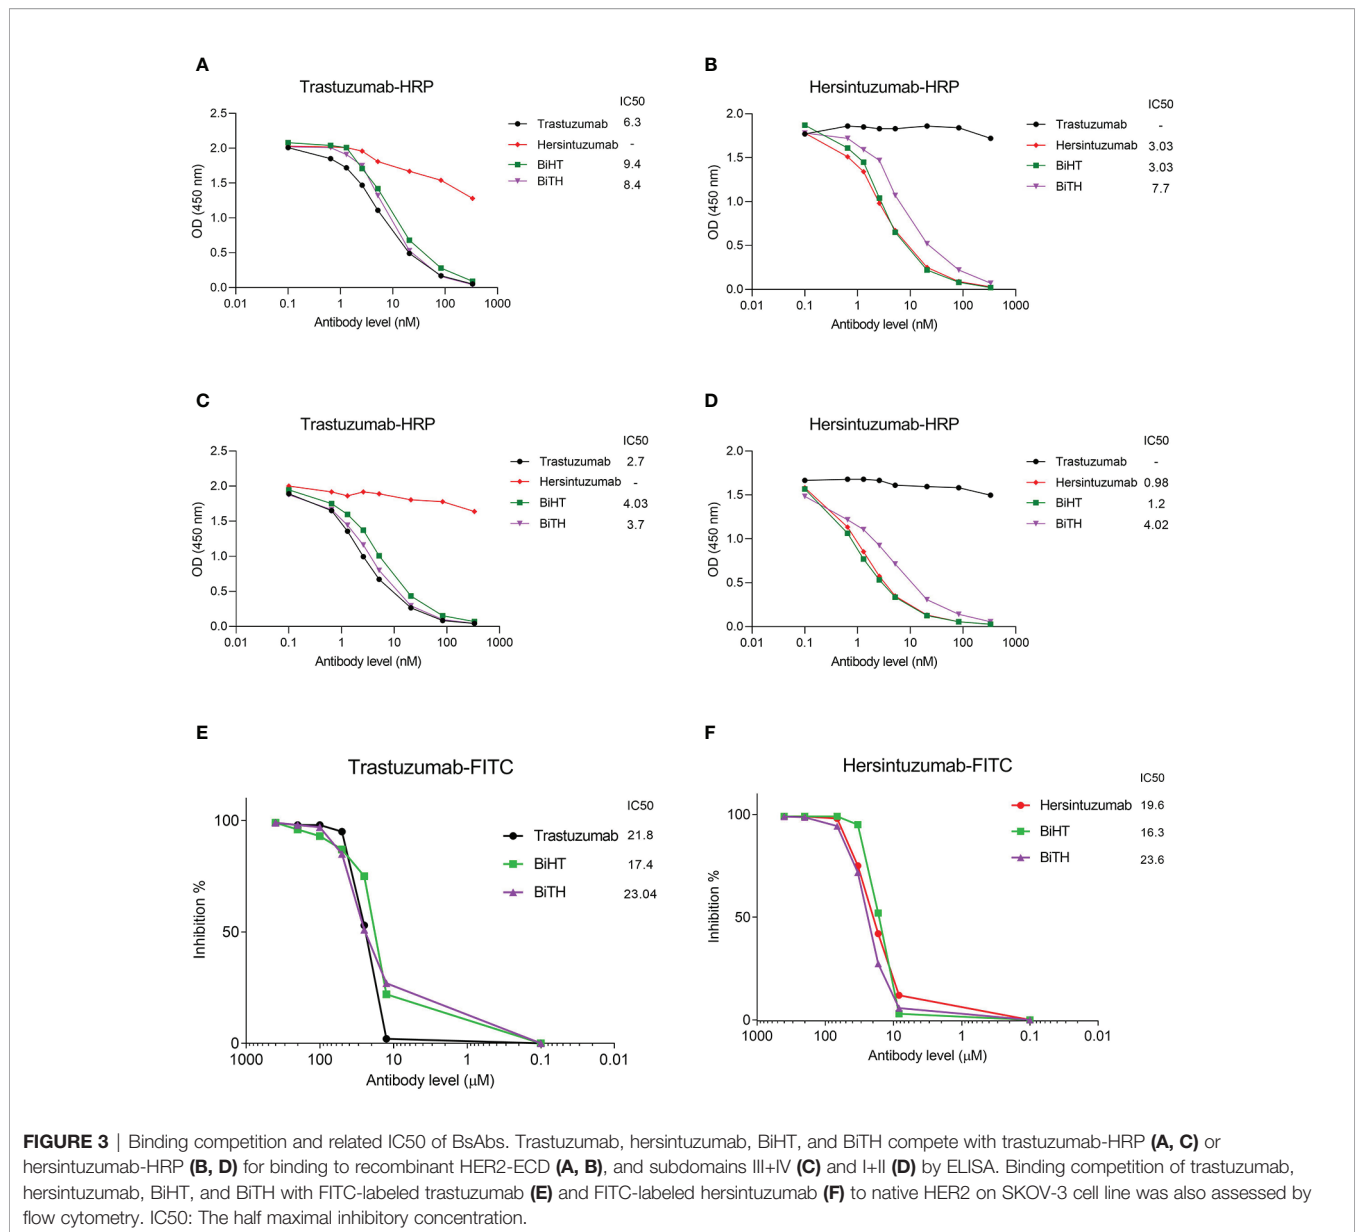 A
Trastuzumab-HRP
IC50
Trastuzumab 6.3
Hersintuzumab -
BiHT 9.4
BiTH 8.4
OD (450 nm)
2.5
2.0
1.5
1.0
0.5
0.0
0.01 0.1 1 10 100 1000
Antibody level (nM)
B
Hersintuzumab-HRP
IC50
Trastuzumab -
Hersintuzumab 3.03
BiHT 3.03
BiTH 7.7
OD (450 nm)
2.0
1.5
1.0
0.5
0.0
0.01 0.1 1 10 100 1000
Antibody level (nM)
C
Trastuzumab-HRP
IC50
Trastuzumab 2.7
Hersintuzumab -
BiHT 4.03
BiTH 3.7
OD (450 nm)
2.5
2.0
1.5
1.0
0.5
0.0
0.01 0.1 1 10 100 1000
Antibody level (nM)
D
Hersintuzumab-HRP
IC50
Trastuzumab -
Hersintuzumab 0.98
BiHT 1.2
BiTH 4.02
OD (450 nm)
2.0
1.5
1.0
0.5
0.0
0.01 0.1 1 10 100 1000
Antibody level (nM)
E
Trastuzumab-FITC
IC50
Trastuzumab 21.8
BiHT 17.4
BiTH 23.04
Inhibition %
100
50
0
1000 100 10 1 0.1 0.01
Antibody level (μM)
F
Hersintuzumab-FITC
IC50
Hersintuzumab 19.6
BiHT 16.3
BiTH 23.6
Inhibition %
100
50
0
1000 100 10 1 0.1 0.01
Antibody level (μM)
FIGURE 3 | Binding competition and related IC50 of BsAbs. Trastuzumab, hersintuzumab, BiHT, and BiTH compete with trastuzumab-HRP (A, C) or
hersintuzumab-HRP (B, D) for binding to recombinant HER2-ECD (A, B), and subdomains III+IV (C) and I+II (D) by ELISA. Binding competition of trastuzumab,
hersintuzumab, BiHT, and BiTH with FITC-labeled trastuzumab (E) and FITC-labeled hersintuzumab (F) to native HER2 on SKOV-3 cell line was also assessed by
flow cytometry. IC50: The half maximal inhibitory concentration.